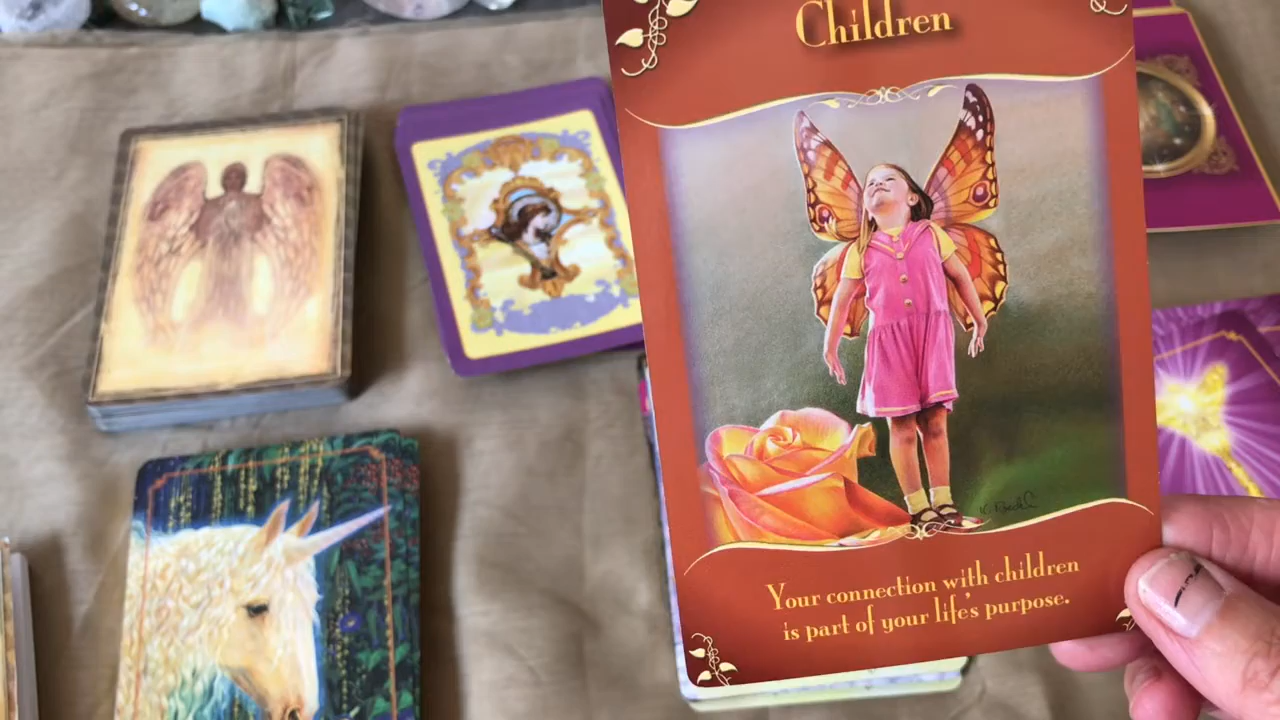 Children
Your connection with children
is part of your life's purpose.